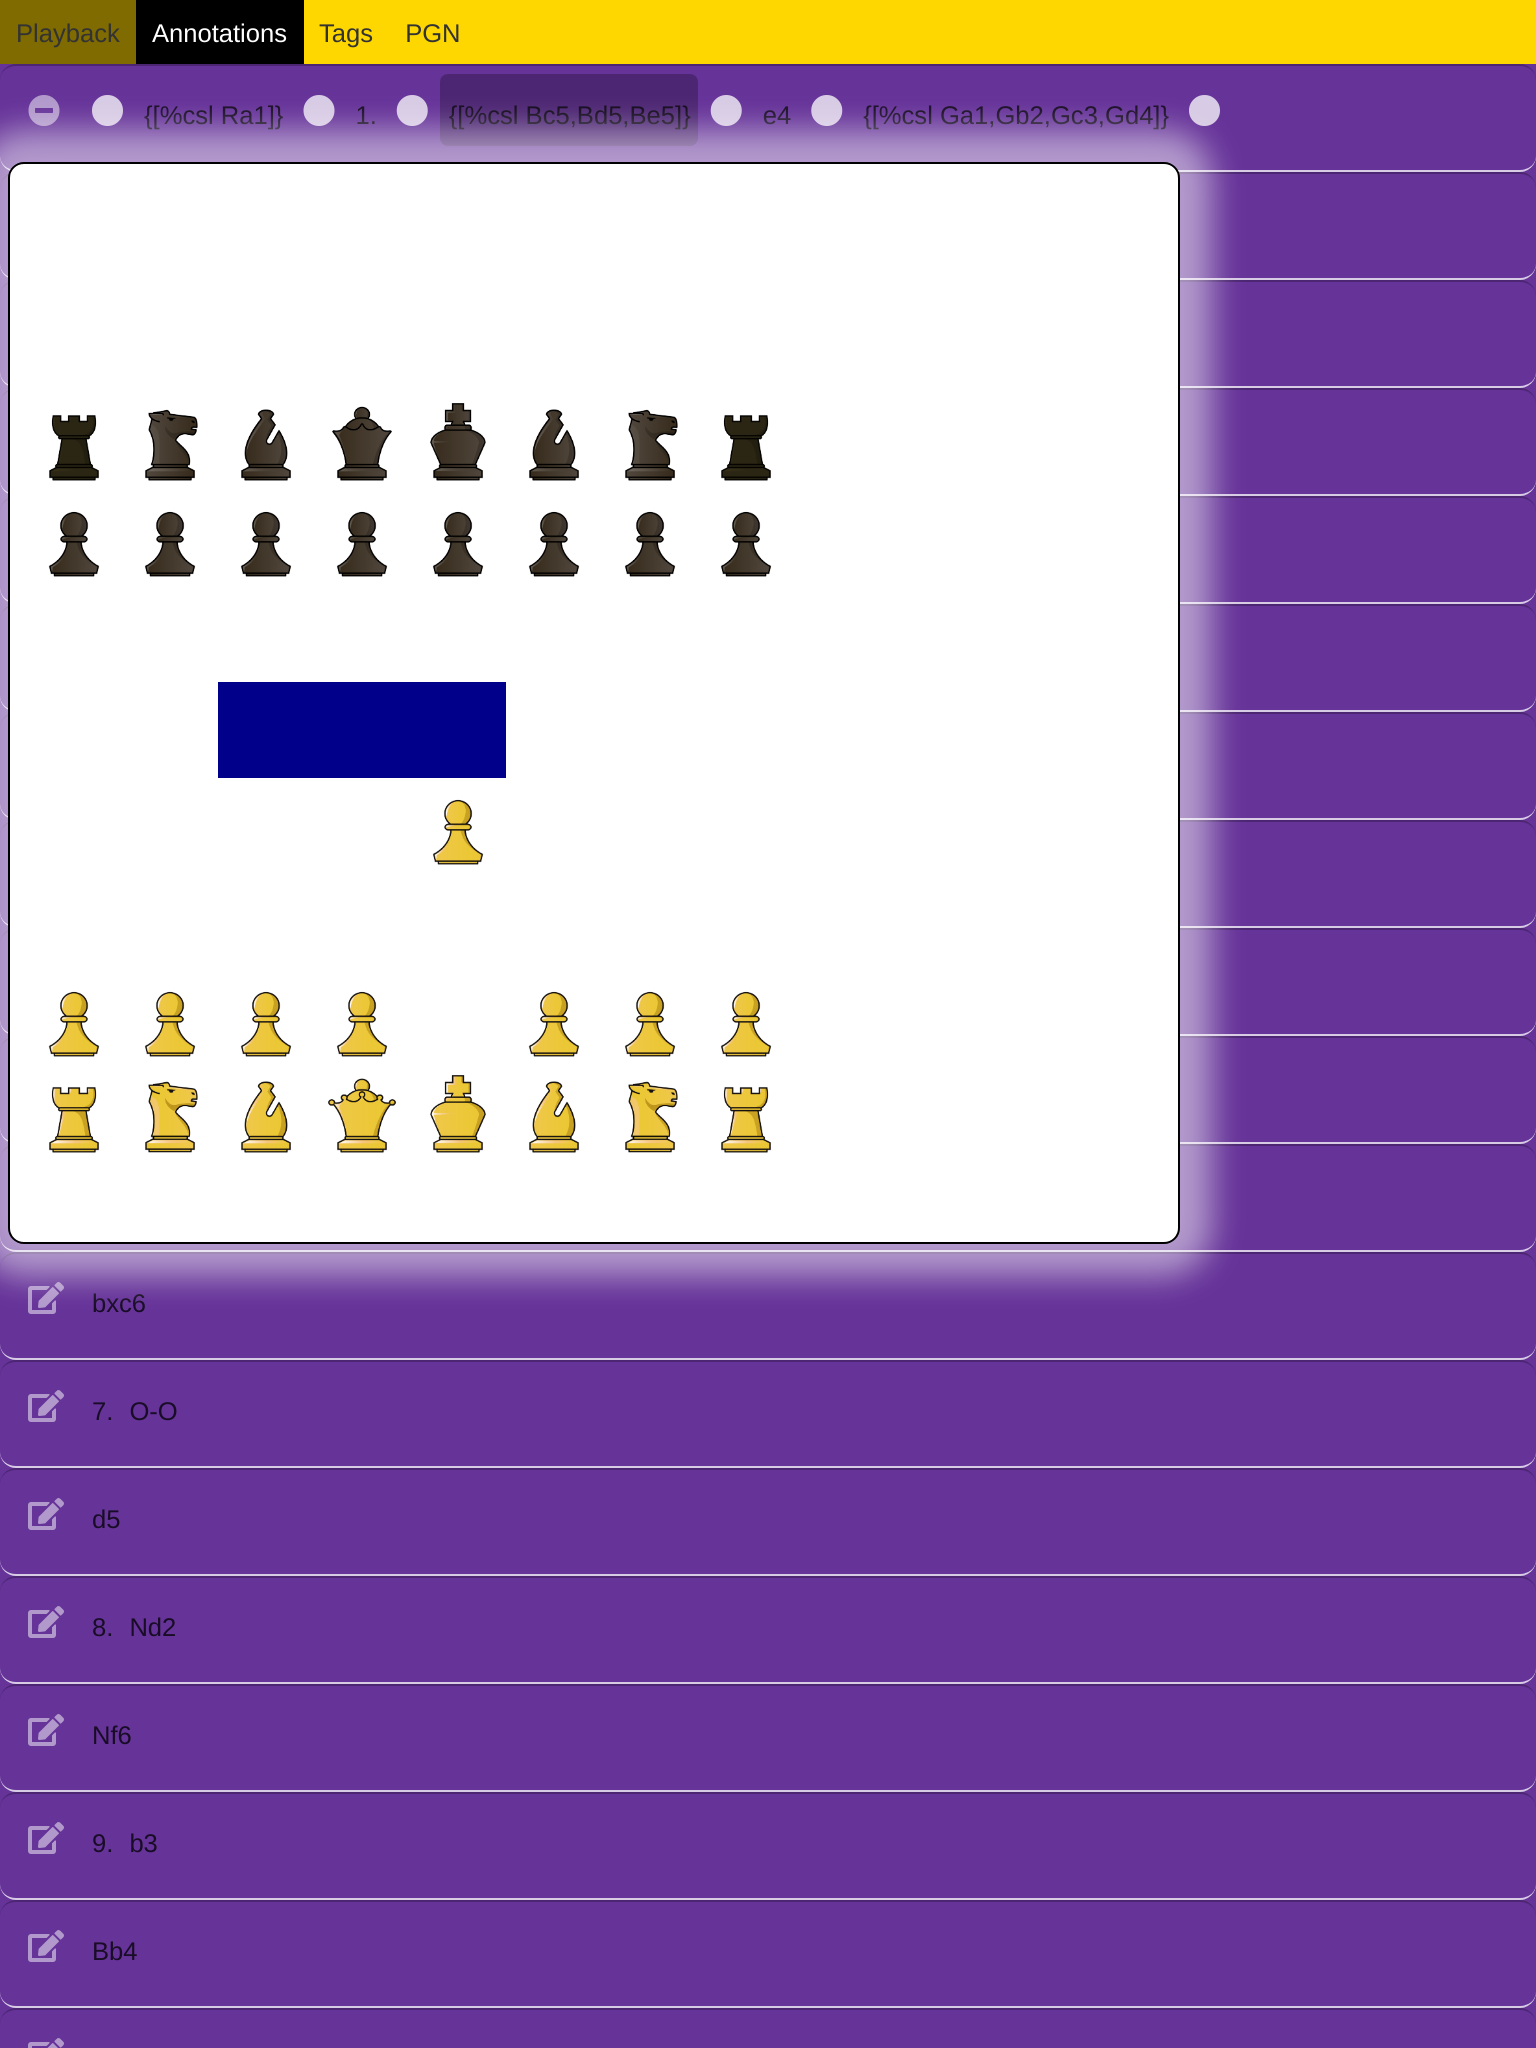 Playback Annotations Tags PGN
{[%csl Ra1]} 1. {[%csl Bc5,Bd5,Be5]} e4 {[%csl Ga1,Gb2,Gc3,Gd4]}
bxc6
7. O-O
d5
8. Nd2
Nf6
9. b3
Bb4